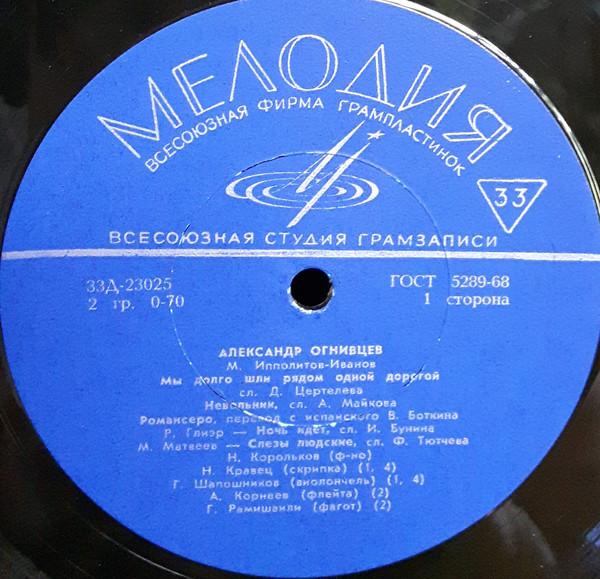 МЕЛОДИЯ
ВСЕСОЮЗНАЯ ФИРМА ГРАМПЛАСТИНОК
33
ВСЕСОЮЗНАЯ СТУДИЯ ГРАМЗАПИСИ
33Д-23025
ГОСТ 5289-68
2 гр. 0-70
1 сторона
АЛЕКСАНДР ОГНИВЦЕВ
М. Ипполитов-Иванов
Мы долго шли рядом одной дорогой
сл. Д. Цертелева
Невольник, сл. А. Майкова
Романсеро, перевод с испанского В. Боткина
Р. Глиэр — Ночь идет, сл. И. Бунина
М. Матвеев — Слезы людские, сл. Ф. Тютчева
Н. Корольков (ф-но)
Н. Кравец (скрипка) (1, 4)
Г. Шапошников (виолончель) (1, 4)
А. Корнеев (флейта) (2)
Г. Рамишвили (фагот) (2)